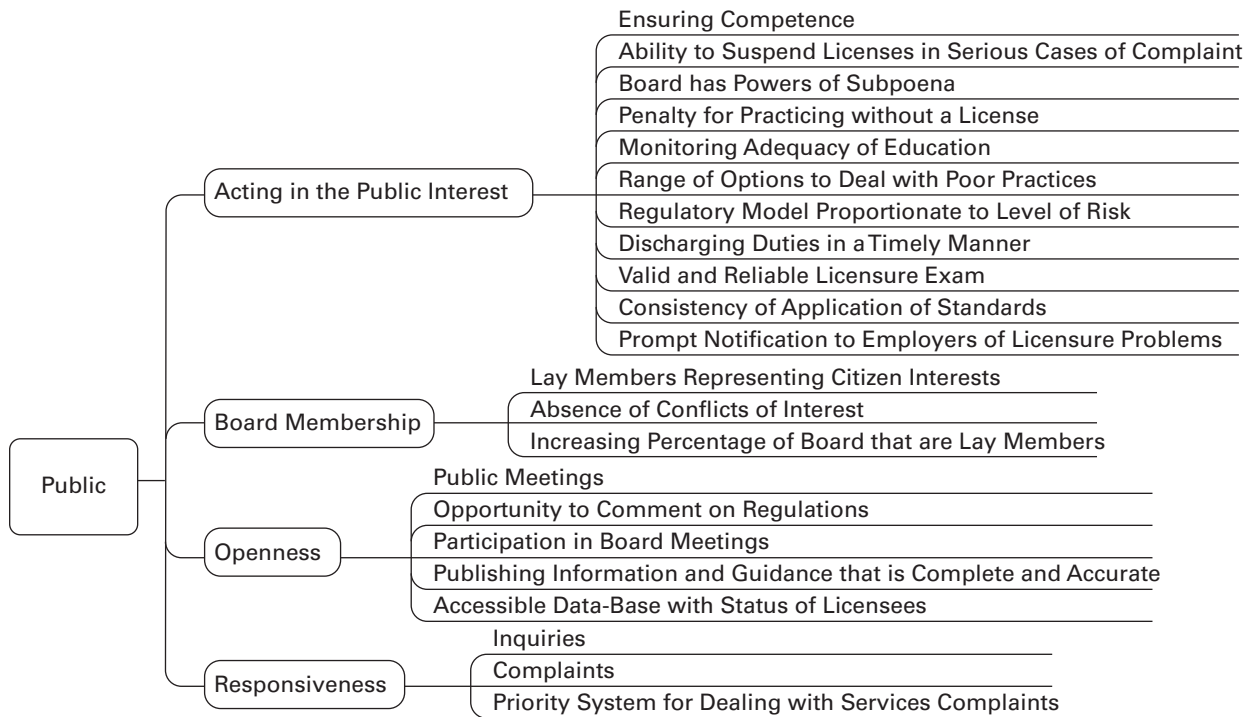 Public
Acting in the Public Interest
Ensuring Competence
Ability to Suspend Licenses in Serious Cases of Complaint
Board has Powers of Subpoena
Penalty for Practicing without a License
Monitoring Adequacy of Education
Range of Options to Deal with Poor Practices
Regulatory Model Proportionate to Level of Risk
Discharging Duties in a Timely Manner
Valid and Reliable Licensure Exam
Consistency of Application of Standards
Prompt Notification to Employers of Licensure Problems
Board Membership
Lay Members Representing Citizen Interests
Absence of Conflicts of Interest
Increasing Percentage of Board that are Lay Members
Openness
Public Meetings
Opportunity to Comment on Regulations
Participation in Board Meetings
Publishing Information and Guidance that is Complete and Accurate
Accessible Data-Base with Status of Licensees
Responsiveness
Inquiries
Complaints
Priority System for Dealing with Services Complaints